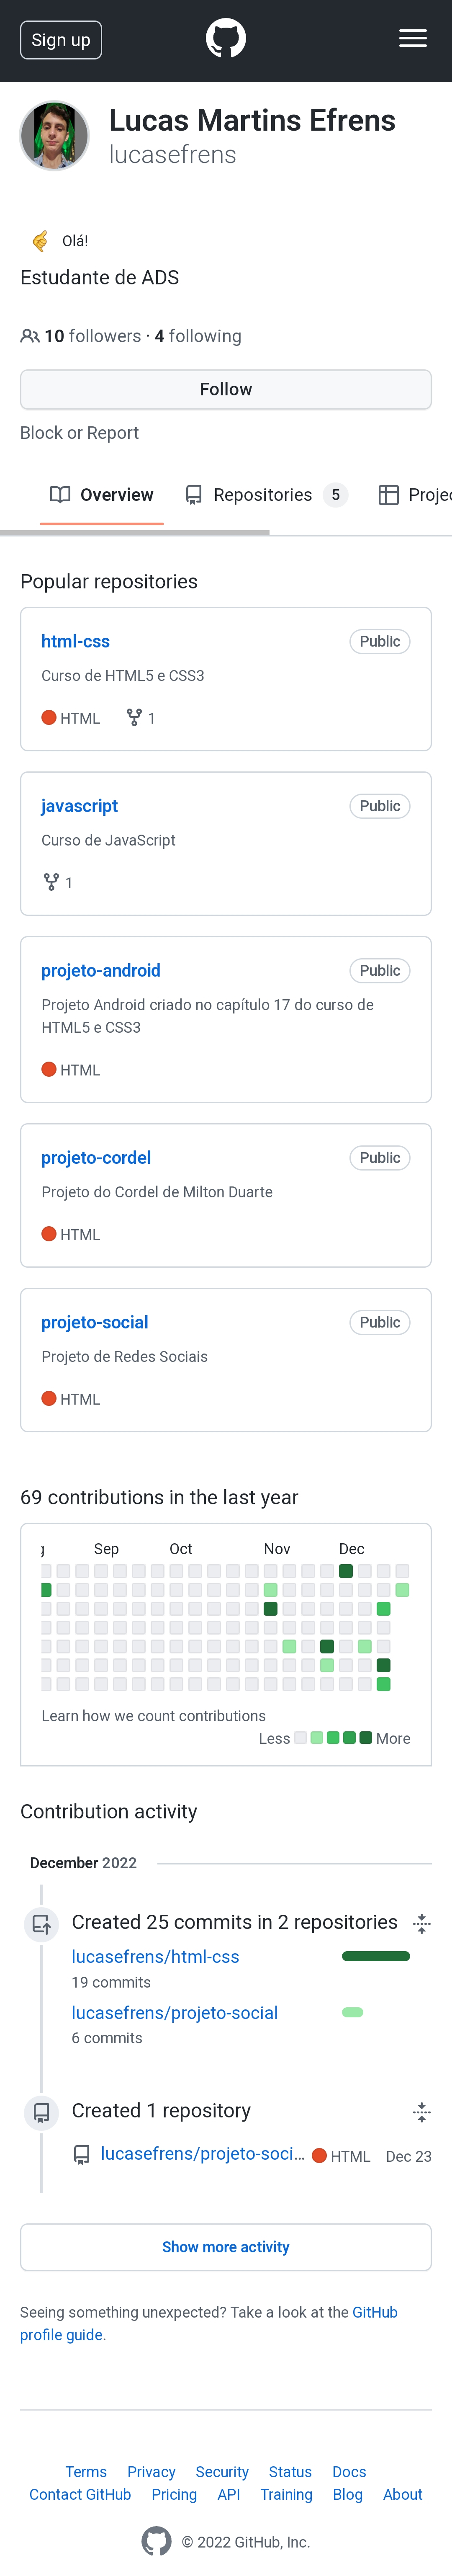 Sign up
Lucas Martins Efrens
lucasefrens
Olá!
Estudante de ADS
10 followers · 4 following
Follow
Block or Report
Overview
Repositories 5
Projec
Popular repositories
html-css Public
Curso de HTML5 e CSS3
HTML 1
javascript Public
Curso de JavaScript
1
projeto-android Public
Projeto Android criado no capítulo 17 do curso de
HTML5 e CSS3
HTML
projeto-cordel Public
Projeto do Cordel de Milton Duarte
HTML
projeto-social Public
Projeto de Redes Sociais
HTML
69 contributions in the last year
g Sep Oct Nov Dec
Learn how we count contributions
Less More
Contribution activity
December 2022
Created 25 commits in 2 repositories
lucasefrens/html-css
19 commits
lucasefrens/projeto-social
6 commits
Created 1 repository
lucasefrens/projeto-soci... HTML Dec 23
Show more activity
Seeing something unexpected? Take a look at the GitHub
profile guide.
Terms Privacy Security Status Docs
Contact GitHub Pricing API Training Blog About
© 2022 GitHub, Inc.